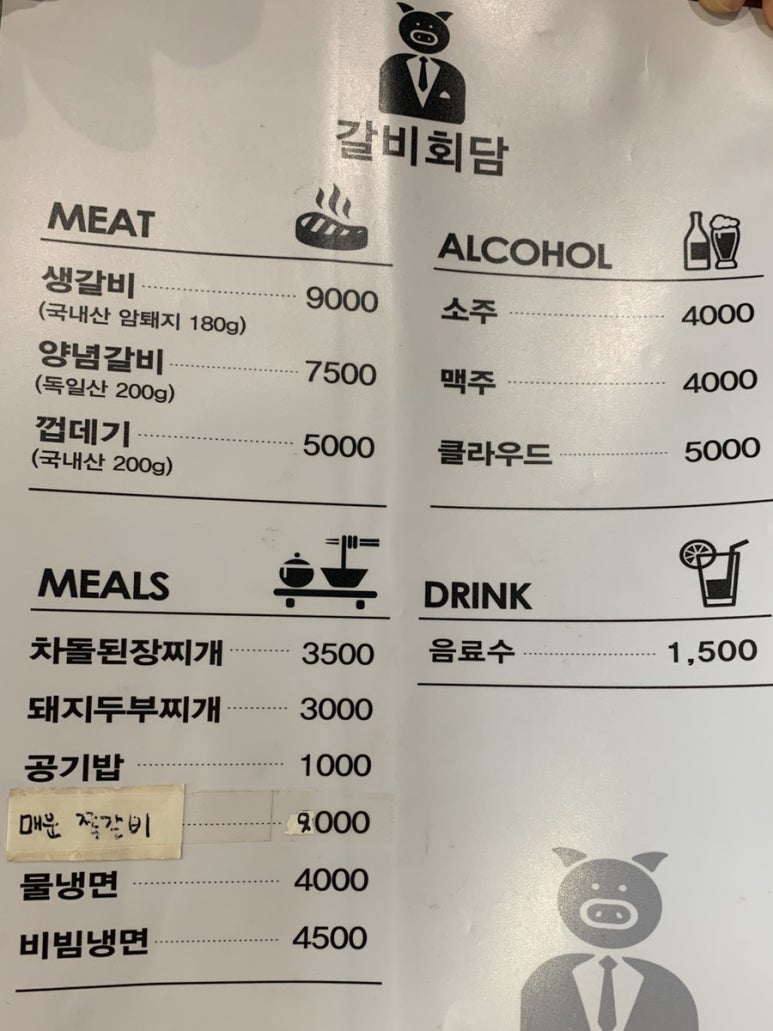 갈비회담
MEAT
생갈비 9000
(국내산 암퇘지 180g)
양념갈비 7500
(독일산 200g)
껍데기 5000
(국내산 200g)
MEALS
차돌된장찌개 3500
돼지두부찌개 3000
공기밥 1000
매운 쪽갈비 9000
물냉면 4000
비빔냉면 4500
ALCOHOL
소주 4000
맥주 4000
클라우드 5000
DRINK
음료수 1,500